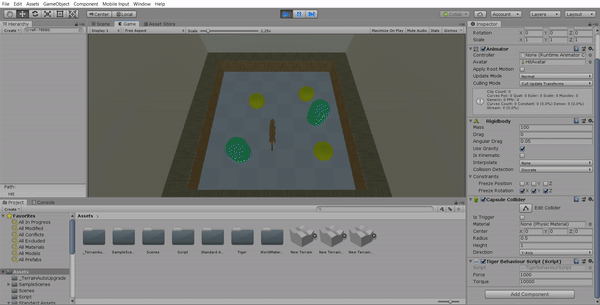 File Edit Assets GameObject Component Mobile Input Window Help
Center Local
Collab Account Layers Layout
Hierarchy
Create
Scene Game Asset Store
Display 1 Free Aspect Scale 1.25x Maximize On Play Mute Audio Stats Gizmos
Path:
Hit
Project Console
Create
Favorites
All In Progress
All Modified
All Conflicts
All Excluded
All Materials
All Models
All Prefabs
Assets
_TerrainAutoUpgrade
SampleScenes
Scenes
Script
Standard Assets
Assets
_TerrainAu... SampleSce... Scenes Script Standard A... Tiger WorldMater... New Terrain... New Terrain... New Terrain...
Inspector
Rotation X 0 Y 0 Z 0
Scale X 1 Y 1 Z 1
Animator
Controller None (Runtime Animator C
Avatar HitAvatar
Apply Root Motion
Update Mode Normal
Culling Mode Cull Update Transforms
Clip Count: 0
Rigidbody
Mass 100
Drag 0
Angular Drag 0.05
Use Gravity
Is Kinematic
Interpolate None
Collision Detection Discrete
Constraints
Freeze Position X Y Z
Freeze Rotation X Y Z
Capsule Collider
Edit Collider
Is Trigger
Material None (Physic Material)
Center X 0 Y 0 Z 0
Radius 0.5
Height 1
Direction Y-Axis
Tiger Behaviour Script (Script)
Script TigerBehaviourScript
Force 1000
Torque 10000
Add Component